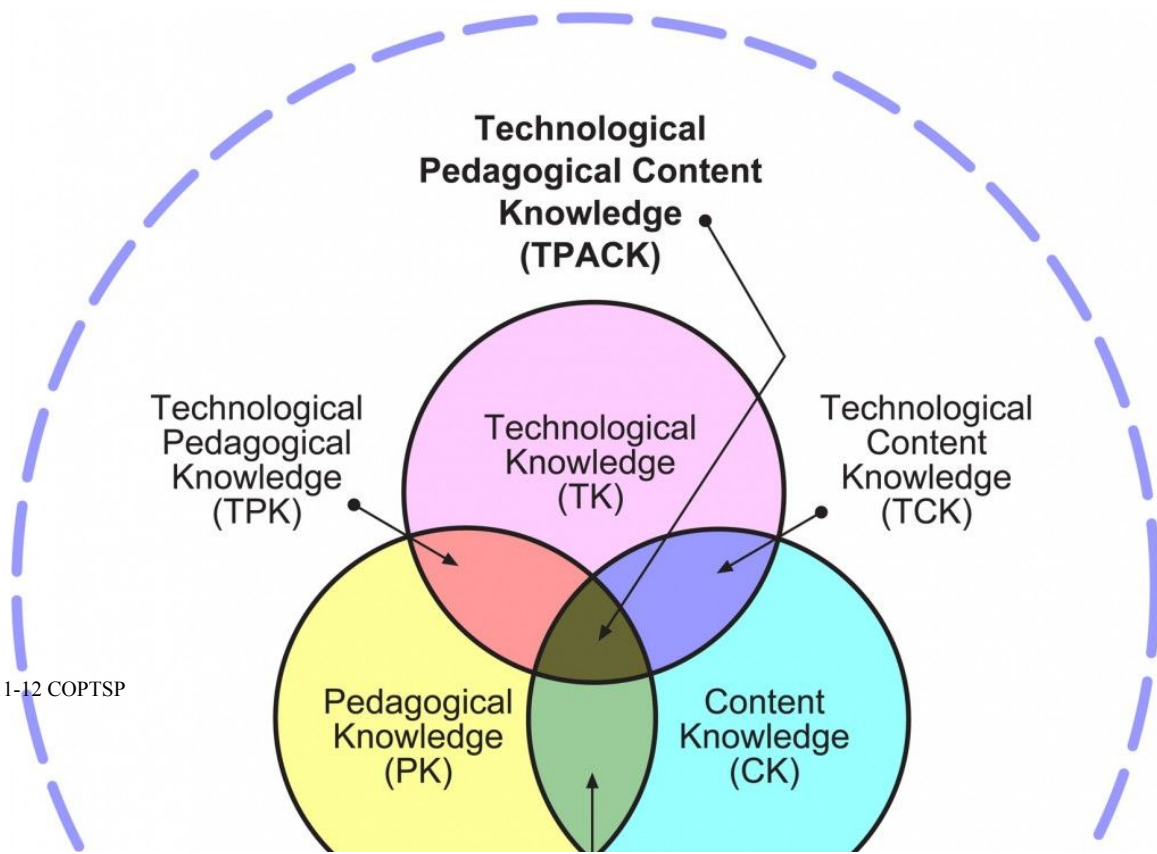 Technological
Pedagogical Content
Knowledge
(TPACK)
Technological
Pedagogical
Knowledge
(TPK)
Technological
Knowledge
(TK)
Technological
Content
Knowledge
(TCK)
1-12 COPTSP
Pedagogical
Knowledge
(PK)
Content
Knowledge
(CK)